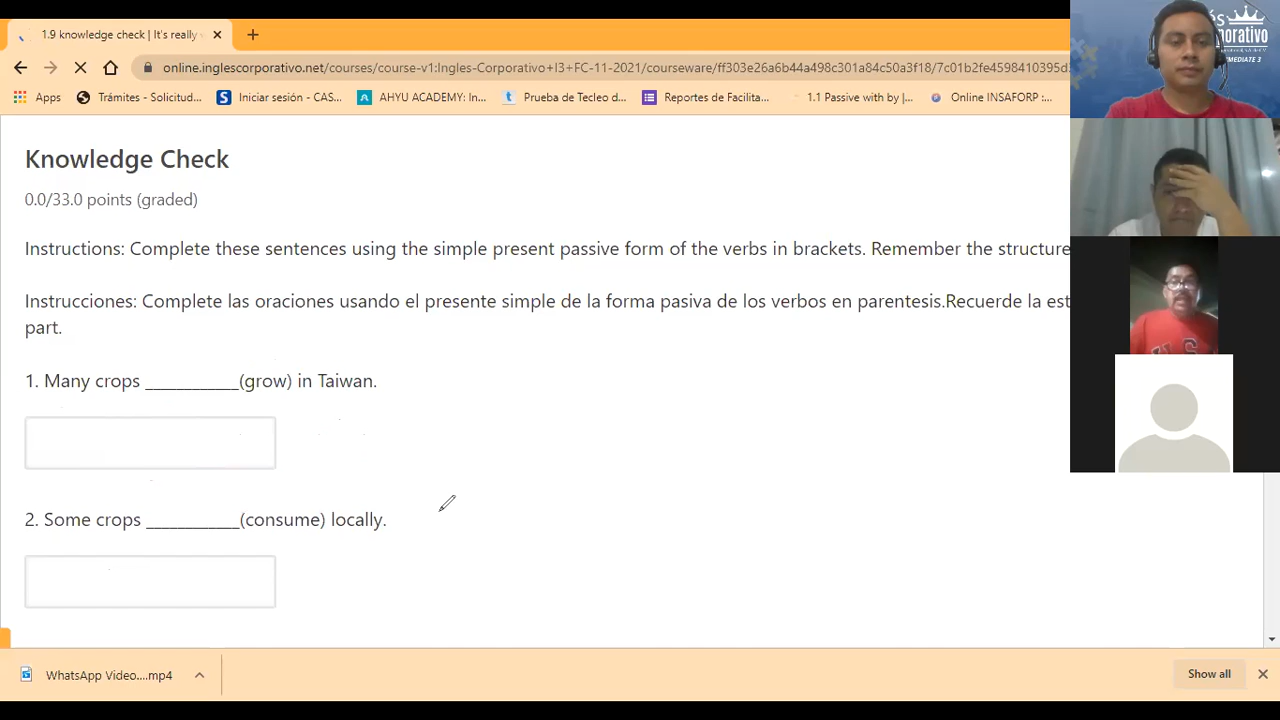 1.9 knowledge check | It's really
online.inglescorporativo.net/courses/course-v1:Ingles-Corporativo+I3+FC-11-2021/courseware/ff303e26a6b44a498c301a84c50a3f18/7c01b2fe4598410395d
Apps
Trámites - Solicitud...
Iniciar sesión - CAS...
AHYU ACADEMY: In...
Prueba de Tecleo d...
Reportes de Facilita...
1.1 Passive with by |...
Online INSAFORP :...
Knowledge Check
0.0/33.0 points (graded)
Instructions: Complete these sentences using the simple present passive form of the verbs in brackets. Remember the structure
Instrucciones: Complete las oraciones usando el presente simple de la forma pasiva de los verbos en parentesis.Recuerde la est
part.
1. Many crops ___________(grow) in Taiwan.
2. Some crops ___________(consume) locally.
WhatsApp Video....mp4
Show all